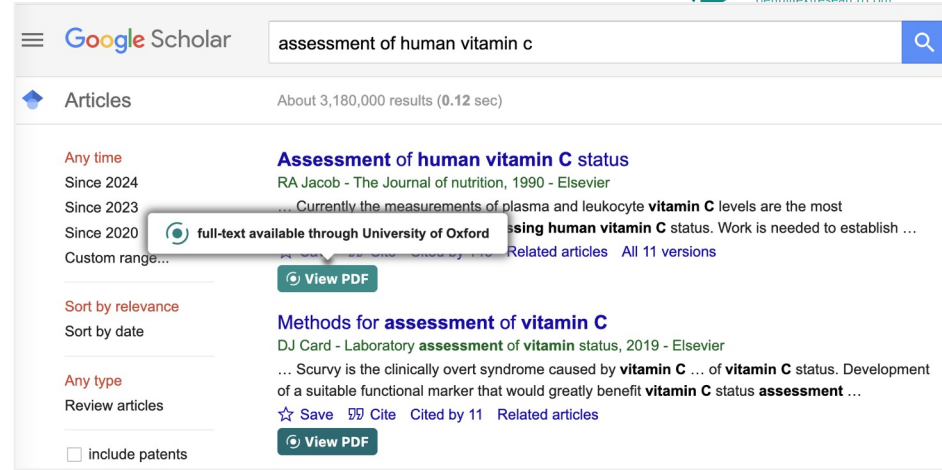 Google Scholar
assessment of human vitamin c
Articles
About 3,180,000 results (0.12 sec)
Any time
Since 2024
Since 2023
Since 2020
Custom range...
Sort by relevance
Sort by date
Any type
Review articles
include patents
Assessment of human vitamin C status
RA Jacob - The Journal of nutrition, 1990 - Elsevier
… Currently the measurements of plasma and leukocyte vitamin C levels are the most
human vitamin C status. Work is needed to establish …
full-text available through University of Oxford
Save Cite Cited by Related articles All 11 versions
View PDF
Methods for assessment of vitamin C
DJ Card - Laboratory assessment of vitamin status, 2019 - Elsevier
… Scurvy is the clinically overt syndrome caused by vitamin C … of vitamin C status. Development
of a suitable functional marker that would greatly benefit vitamin C status assessment …
Save Cite Cited by 11 Related articles
View PDF